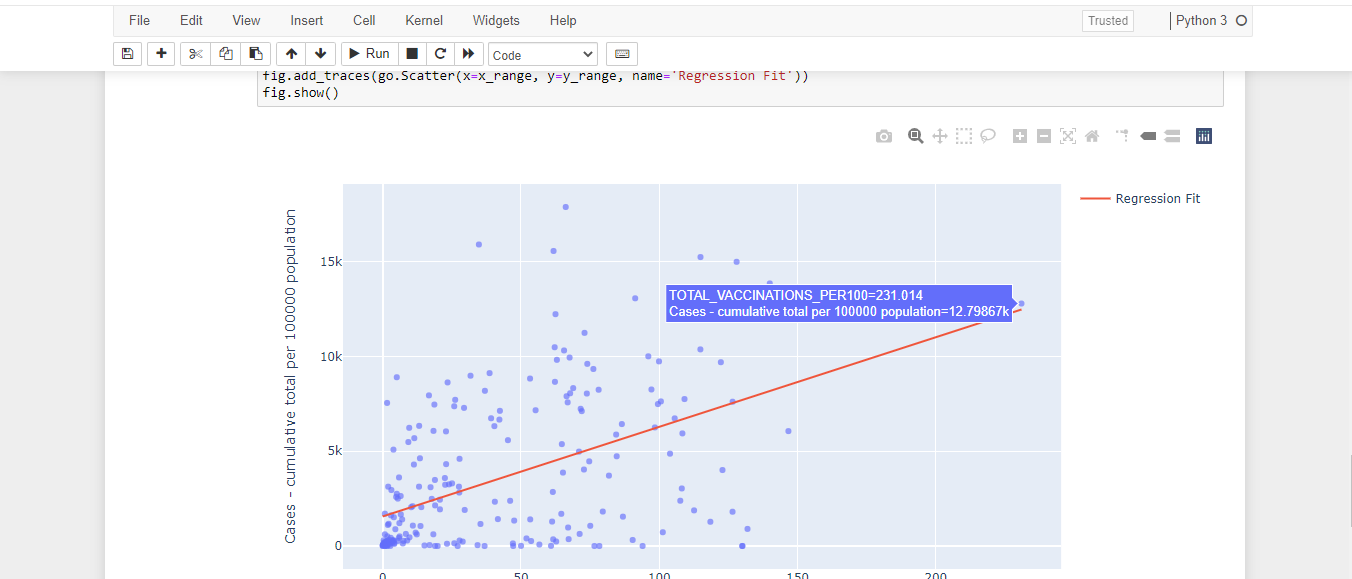 File Edit View Insert Cell Kernel Widgets Help Trusted Python 3
Run Code
fig.add_traces(go.Scatter(x=x_range, y=y_range, name='Regression Fit'))
fig.show()
Regression Fit
Cases - cumulative total per 100000 population
15k
10k
5k
0
TOTAL_VACCINATIONS_PER100=231.014
Cases - cumulative total per 100000 population=12.79867k
0 50 100 150 200